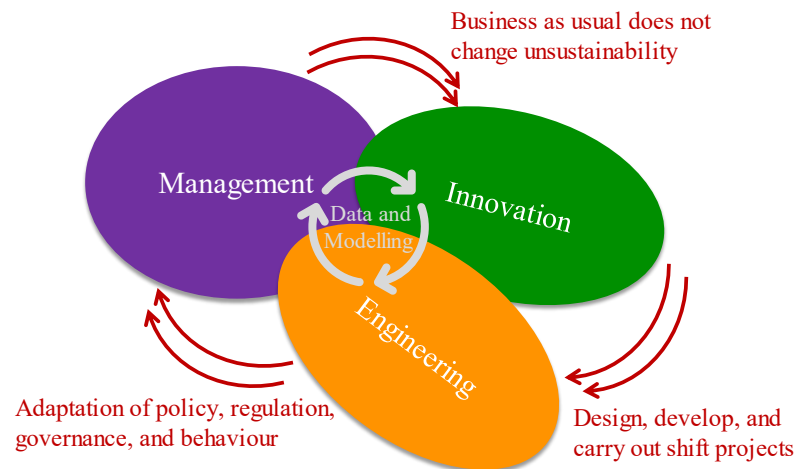 Business as usual does not
change unsustainability
Management
Innovation
Data and
Modelling
Engineering
Adaptation of policy, regulation,
governance, and behaviour
Design, develop, and
carry out shift projects